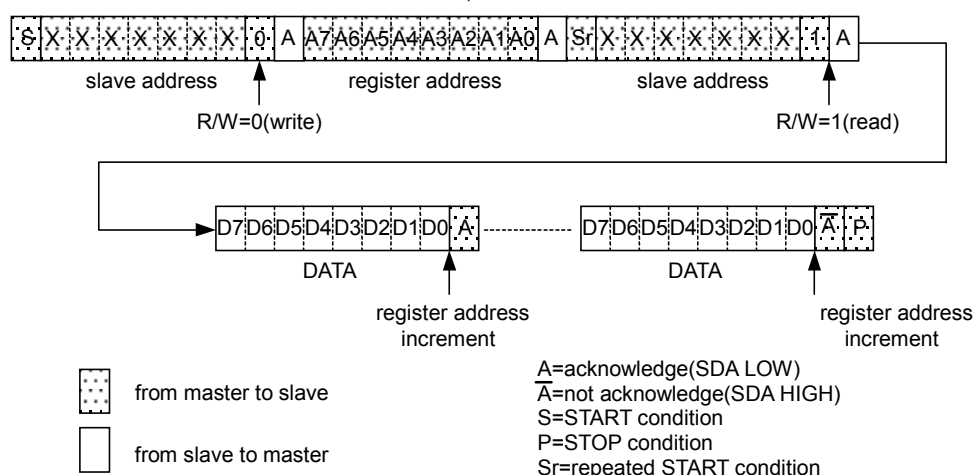 S X X X X X X X 0 A A7 A6 A5 A4 A3 A2 A1 A0 A Sr X X X X X X X 1 A
slave address register address slave address
R/W=0(write) R/W=1(read)
D7 D6 D5 D4 D3 D2 D1 D0 A D7 D6 D5 D4 D3 D2 D1 D0 A̅ P
DATA DATA
register address register address
increment increment
A=acknowledge(SDA LOW)
from master to slave A̅=not acknowledge(SDA HIGH)
S=START condition
P=STOP condition
from slave to master Sr=repeated START condition